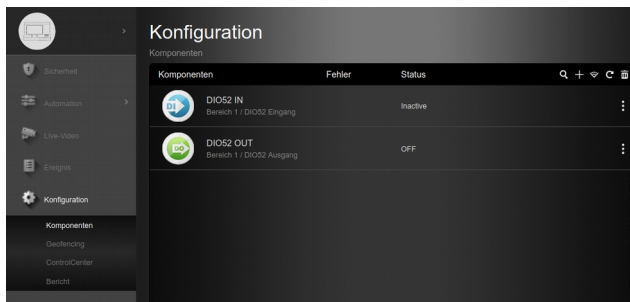 Konfiguration
Komponenten
Sicherheit
Automation
Live-Video
Ereignis
Konfiguration
Komponenten
Geofencing
ControlCenter
Bericht
Komponenten Fehler Status
DI
DIO52 IN
Bereich 1 / DIO52 Eingang
Inactive
DO
DIO52 OUT
Bereich 1 / DIO52 Ausgang
OFF